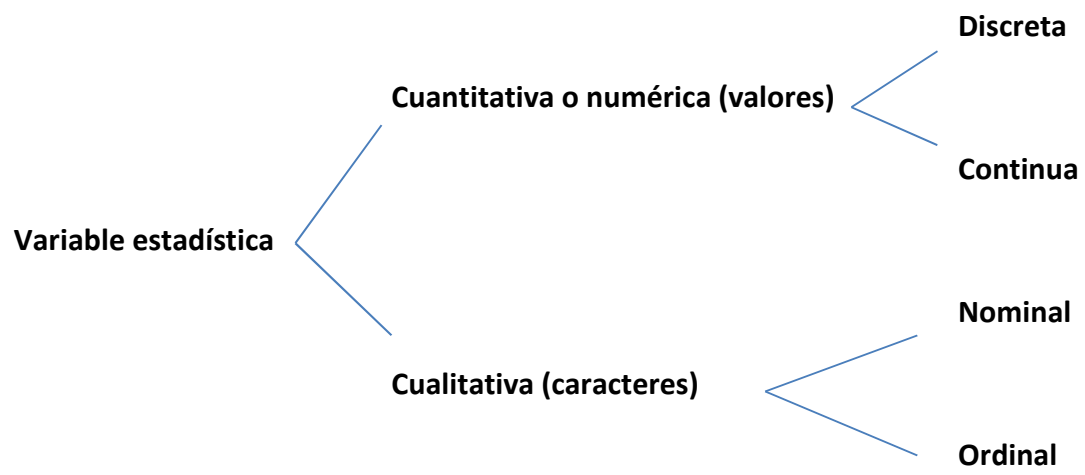 Discreta
Cuantitativa o numérica (valores)
Continua
Variable estadística
Nominal
Cualitativa (caracteres)
Ordinal